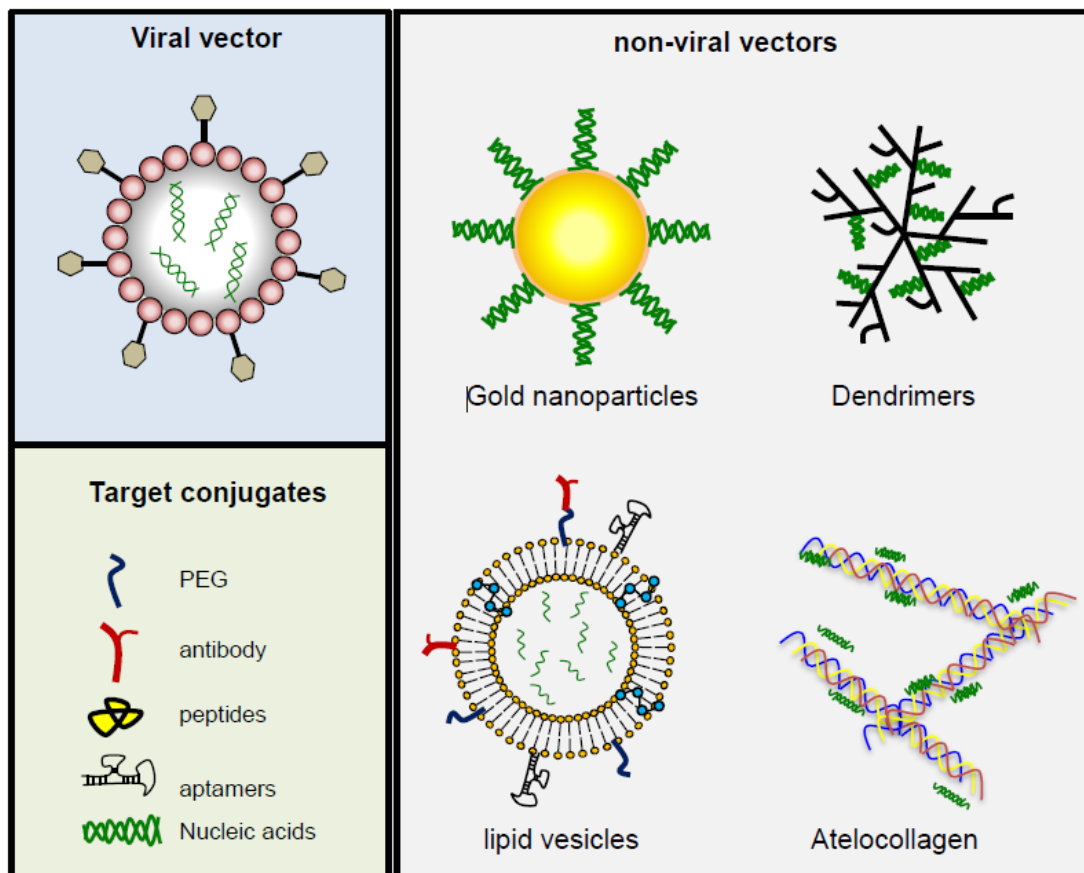 Viral vector
non-viral vectors
Gold nanoparticles
Dendrimers
Target conjugates
PEG
antibody
peptides
aptamers
Nucleic acids
lipid vesicles
Atelocollagen